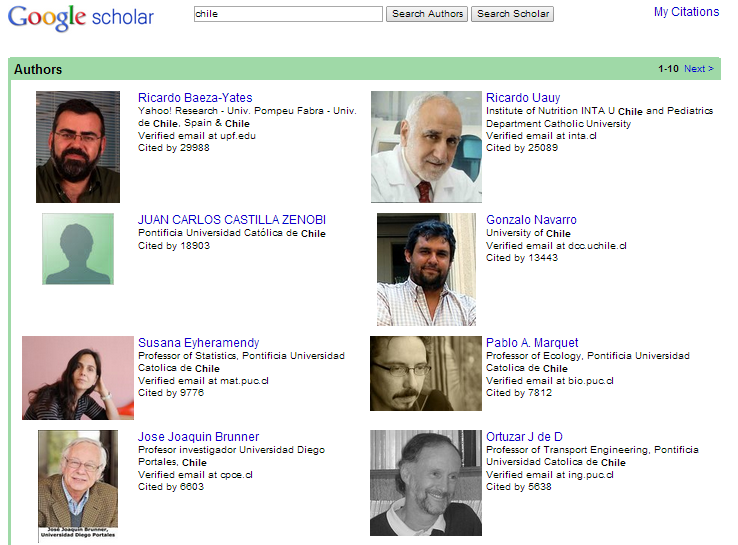 Google scholar
chile
Search Authors
Search Scholar
My Citations
Authors
1-10 Next >
Ricardo Baeza-Yates
Yahoo! Research - Univ. Pompeu Fabra - Univ.
de Chile. Spain & Chile
Verified email at upf.edu
Cited by 29988
Ricardo Uauy
Institute of Nutrition INTA U Chile and Pediatrics
Department Catholic University
Verified email at inta.cl
Cited by 25089
JUAN CARLOS CASTILLA ZENOBI
Pontificia Universidad Católica de Chile
Cited by 18903
Gonzalo Navarro
University of Chile
Verified email at dcc.uchile.cl
Cited by 13443
Susana Eyheramendy
Professor of Statistics, Pontificia Universidad
Catolica de Chile
Verified email at mat.puc.cl
Cited by 9776
Pablo A. Marquet
Professor of Ecology, Pontificia Universidad
Catolica de Chile
Verified email at bio.puc.cl
Cited by 7812
Jose Joaquin Brunner
Profesor investigador Universidad Diego
Portales, Chile
Verified email at cpce.cl
Cited by 6603
José Joaquín Brunner,
Universidad Diego Portales
Ortuzar J de D
Professor of Transport Engineering, Pontificia
Universidad Catolica de Chile
Verified email at ing.puc.cl
Cited by 5638